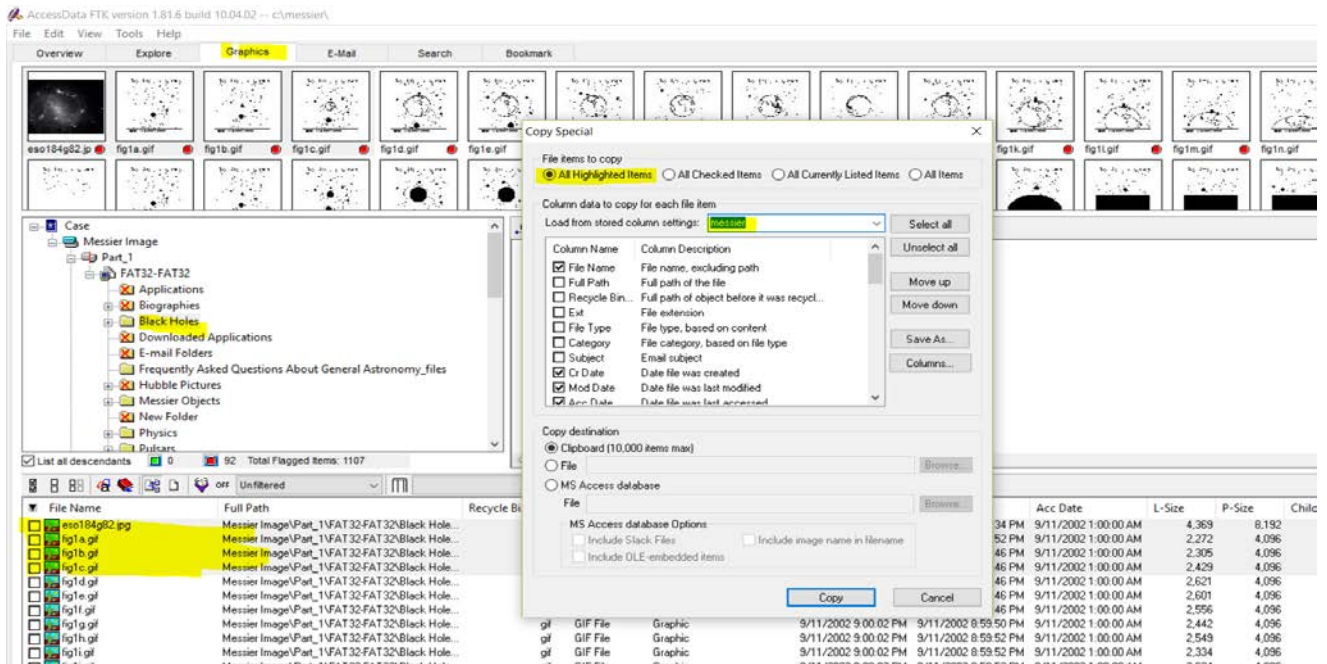 AccessData FTK version 1.81.6 build 10.04.02 -- c:\messier\
File Edit View Tools Help
Overview Explore Graphics E-Mail Search Bookmark
eso184g82.jp fig1a.gif fig1b.gif fig1c.gif fig1d.gif fig1e.gif fig1k.gif fig1l.gif fig1m.gif fig1n.gif
Copy Special
File items to copy
All Highlighted Items All Checked Items All Currently Listed Items All Items
Column data to copy for each file item
Load from stored column settings: messier
Select all
Unselect all
Move up
Move down
Save As...
Columns...
Column Name Column Description
File Name File name, excluding path
Full Path Full path of the file
Recycle Bin... Full path of object before it was recycl...
Ext File extension
File Type File type, based on content
Category File category, based on file type
Subject Email subject
Cr Date Date file was created
Mod Date Date file was last modified
Acc Date Date file was last accessed
Copy destination
Clipboard (10,000 items max)
File Browse...
MS Access database
File Browse...
MS Access database Options
Include Slack Files Include image name in filename
Include OLE-embedded items
Copy Cancel
Case
Messier Image
Part_1
FAT32-FAT32
Applications
Biographies
Black Holes
Downloaded Applications
E-mail Folders
Frequently Asked Questions About General Astronomy_files
Hubble Pictures
Messier Objects
New Folder
Physics
Pulsars
List all descendants 0 92 Total Flagged Items: 1107
OFF Unfiltered
File Name Full Path Recycle Bi Acc Date L-Size P-Size Chilc
eso184g82.jpg Messier Image\Part_1\FAT32-FAT32\Black Hole... 34 PM 9/11/2002 1:00:00 AM 4,369 8,192
fig1a.gif Messier Image\Part_1\FAT32-FAT32\Black Hole... 52 PM 9/11/2002 1:00:00 AM 2,272 4,096
fig1b.gif Messier Image\Part_1\FAT32-FAT32\Black Hole... 46 PM 9/11/2002 1:00:00 AM 2,305 4,096
fig1c.gif Messier Image\Part_1\FAT32-FAT32\Black Hole... 46 PM 9/11/2002 1:00:00 AM 2,429 4,096
fig1d.gif Messier Image\Part_1\FAT32-FAT32\Black Hole... 46 PM 9/11/2002 1:00:00 AM 2,621 4,096
fig1e.gif Messier Image\Part_1\FAT32-FAT32\Black Hole... 46 PM 9/11/2002 1:00:00 AM 2,601 4,096
fig1f.gif Messier Image\Part_1\FAT32-FAT32\Black Hole... 46 PM 9/11/2002 1:00:00 AM 2,556 4,096
fig1g.gif Messier Image\Part_1\FAT32-FAT32\Black Hole... gif GIF File Graphic 9/11/2002 9:00:02 PM 9/11/2002 8:59:50 PM 9/11/2002 1:00:00 AM 2,442 4,096
fig1h.gif Messier Image\Part_1\FAT32-FAT32\Black Hole... gif GIF File Graphic 9/11/2002 9:00:02 PM 9/11/2002 8:59:52 PM 9/11/2002 1:00:00 AM 2,549 4,096
fig1i.gif Messier Image\Part_1\FAT32-FAT32\Black Hole... gif GIF File Graphic 9/11/2002 9:00:02 PM 9/11/2002 8:59:52 PM 9/11/2002 1:00:00 AM 2,334 4,096